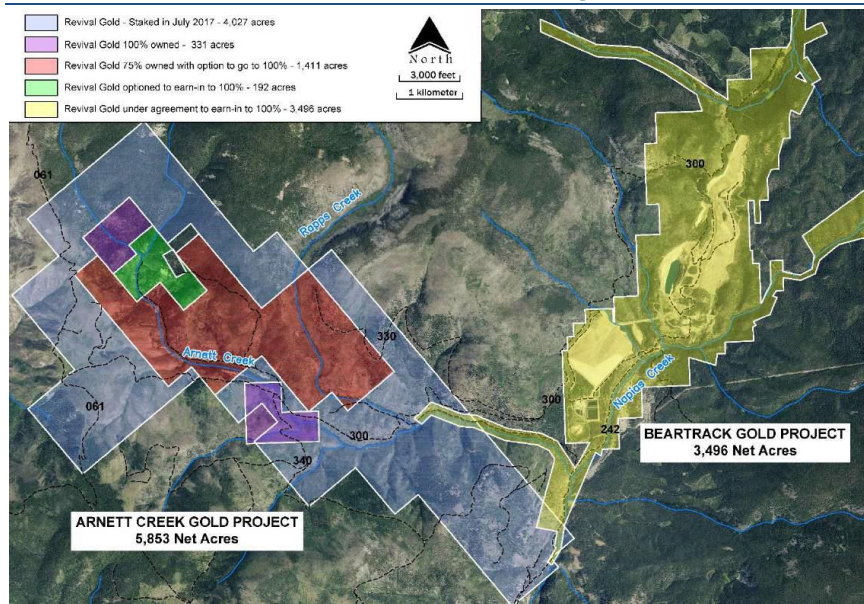 Revival Gold - Staked in July 2017 - 4,027 acres
Revival Gold 100% owned - 331 acres
Revival Gold 75% owned with option to go to 100% - 1,411 acres
Revival Gold optioned to earn-in to 100% - 192 acres
Revival Gold under agreement to earn-in to 100% - 3,496 acres
North
3,000 feet
1 kilometer
300
061
Rapps Creek
330
Arnett Creek
061
300
300
Napias Creek
242
340
BEARTRACK GOLD PROJECT
3,496 Net Acres
ARNETT CREEK GOLD PROJECT
5,853 Net Acres